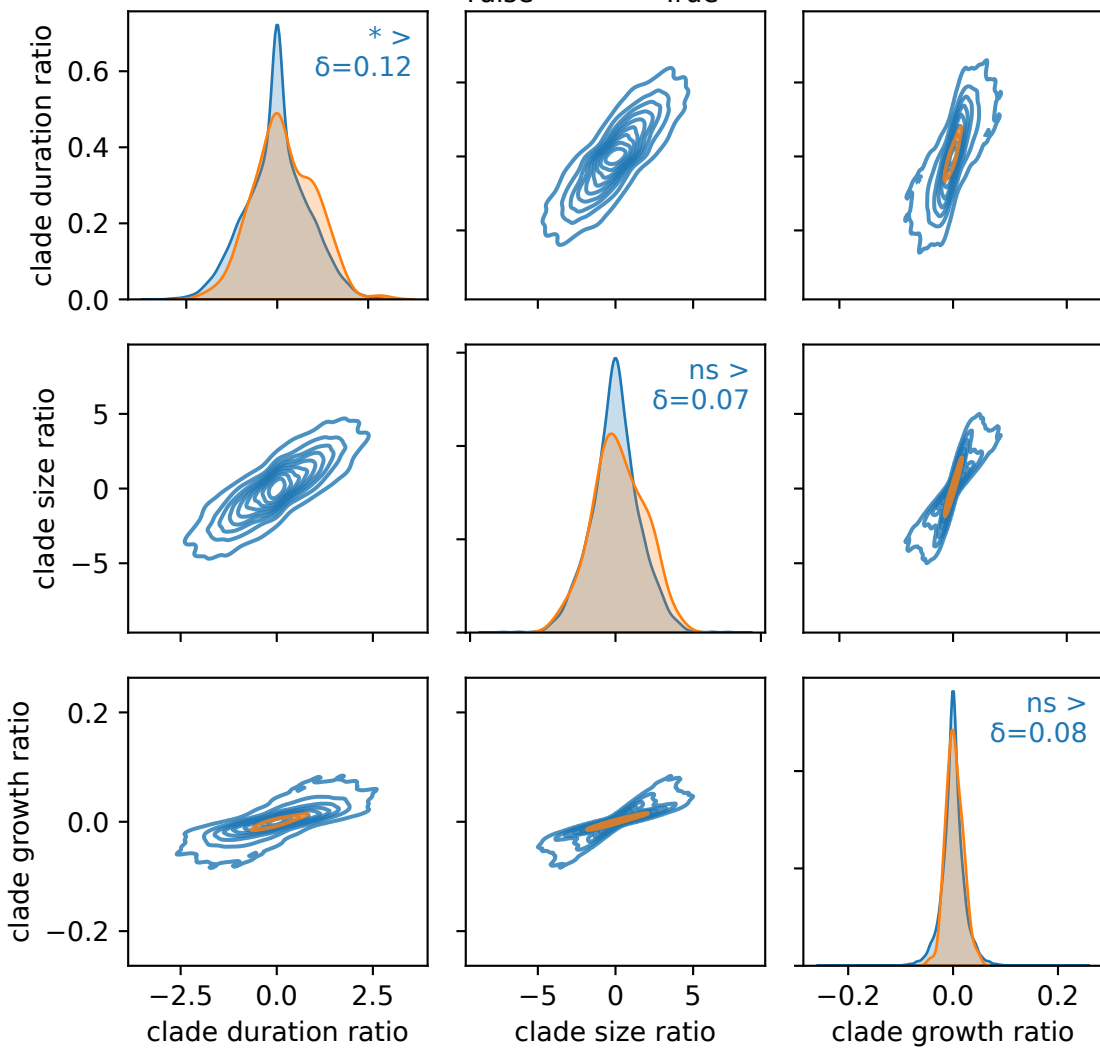 clade duration ratio
0.6
0.4
0.2
0.0
* >
δ=0.12
clade size ratio
5
0
−5
ns >
δ=0.07
clade growth ratio
0.2
0.0
−0.2
ns >
δ=0.08
−2.5 0.0 2.5
−5 0 5
−0.2 0.0 0.2
clade duration ratio
clade size ratio
clade growth ratio